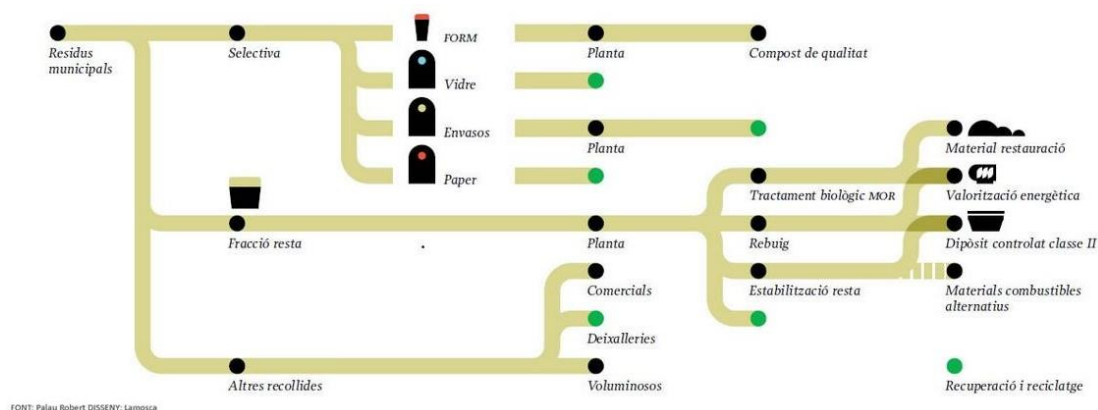 Residus
municipals
Selectiva
FORM
Planta
Compost de qualitat
Vidre
Envasos
Planta
Material restauració
Paper
Tractament biològic MOR
Valorització energètica
Fracció resta
Planta
Rebuig
Dipòsit controlat classe II
Comercials
Estabilització resta
Materials combustibles
alternatius
Deixalleries
Altres recollides
Voluminosos
Recuperació i reciclatge
FONT: Palau Robert DISSENY: Lamosca